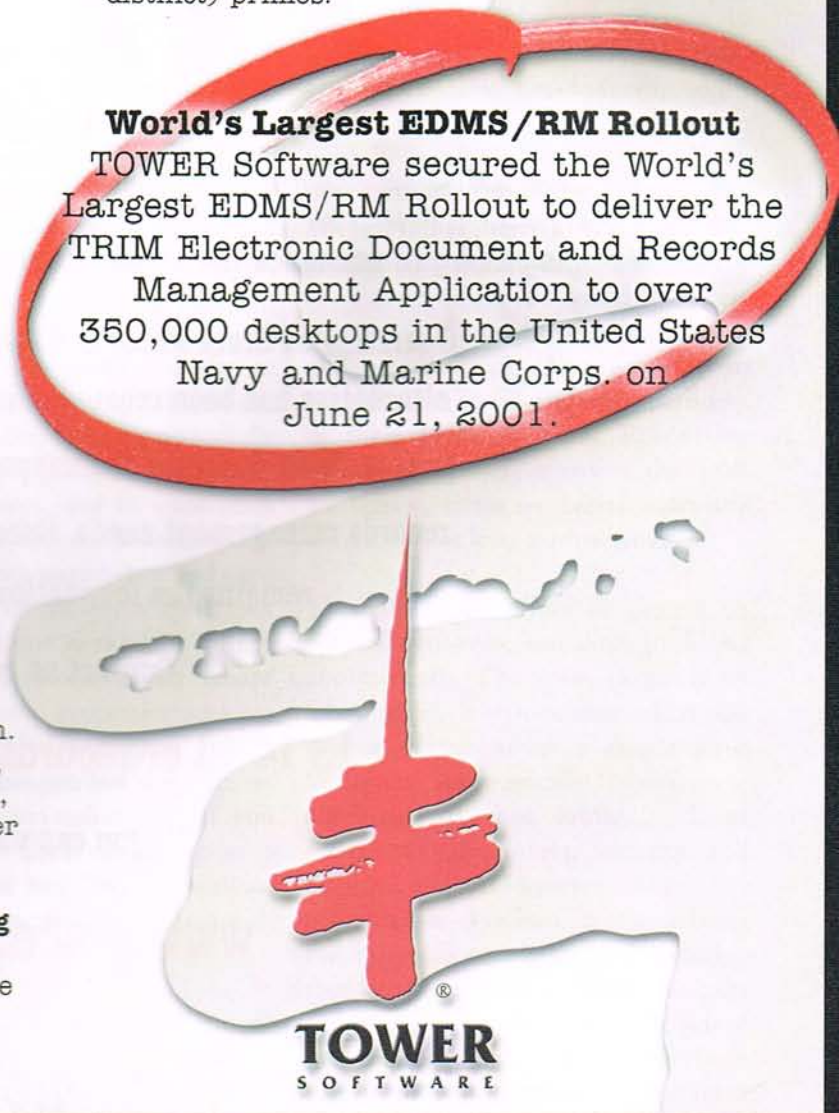 distinct, primes.
World's Largest EDMS/RM Rollout
TOWER Software secured the World's
Largest EDMS/RM Rollout to deliver the
TRIM Electronic Document and Records
Management Application to over
350,000 desktops in the United States
Navy and Marine Corps. on
June 21, 2001.
®
TOWER
SOFTWARE